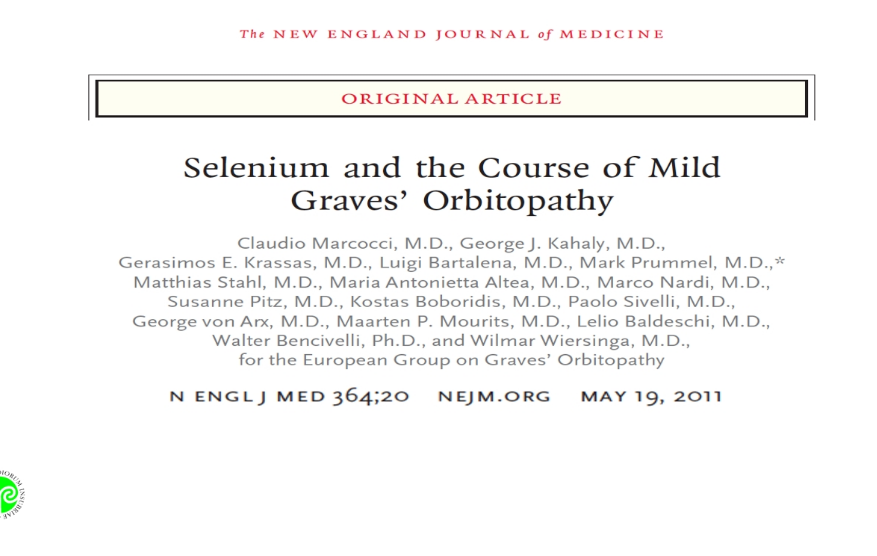 The NEW ENGLAND JOURNAL of MEDICINE
ORIGINAL ARTICLE
Selenium and the Course of Mild
Graves’ Orbitopathy
Claudio Marcocci, M.D., George J. Kahaly, M.D.,
Gerasimos E. Krassas, M.D., Luigi Bartalena, M.D., Mark Prummel, M.D.,*
Matthias Stahl, M.D., Maria Antonietta Altea, M.D., Marco Nardi, M.D.,
Susanne Pitz, M.D., Kostas Boboridis, M.D., Paolo Sivelli, M.D.,
George von Arx, M.D., Maarten P. Mourits, M.D., Lelio Baldeschi, M.D.,
Walter Bencivelli, Ph.D., and Wilmar Wiersinga, M.D.,
for the European Group on Graves’ Orbitopathy
N ENGL J MED 364;20 NEJM.ORG MAY 19, 2011